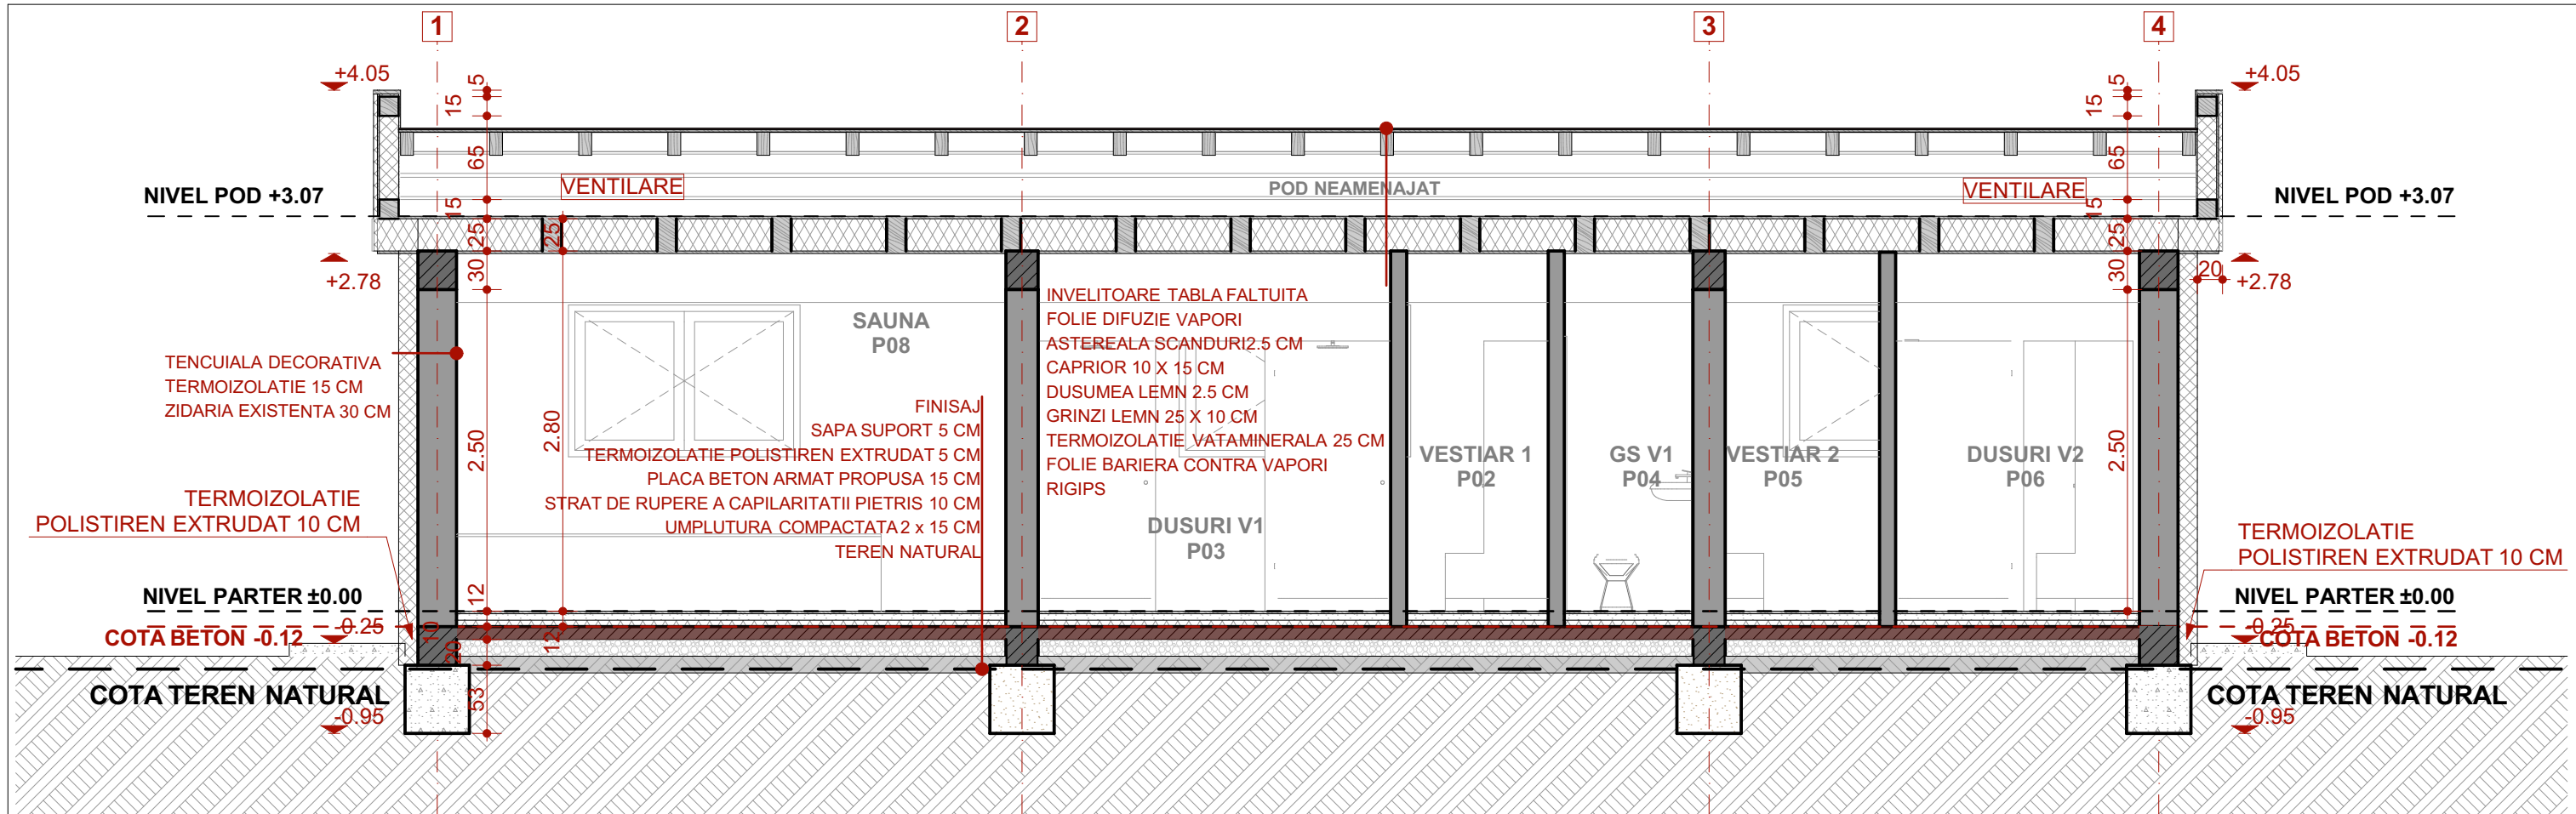 1
2
3
4
+4.05
5
15
65
15
25
25
30
+4.05
5
15
65
15
25
30
20
VENTILARE
POD NEAMENAJAT
VENTILARE
NIVEL POD +3.07
NIVEL POD +3.07
+2.78
+2.78
SAUNA
P08
INVELITOARE TABLA FALTUITA
FOLIE DIFUZIE VAPORI
ASTEREALA SCANDURI2.5 CM
CAPRIOR 10 X 15 CM
DUSUMEA LEMN 2.5 CM
GRINZI LEMN 25 X 10 CM
TERMOIZOLATIE VATAMINERALA 25 CM
FOLIE BARIERA CONTRA VAPORI
RIGIPS
TENCUIALA DECORATIVA
TERMOIZOLATIE 15 CM
ZIDARIA EXISTENTA 30 CM
FINISAJ
SAPA SUPORT 5 CM
TERMOIZOLATIE POLISTIREN EXTRUDAT 5 CM
PLACA BETON ARMAT PROPUSA 15 CM
STRAT DE RUPERE A CAPILARITATII PIETRIS 10 CM
UMPLUTURA COMPACTATA 2 x 15 CM
TEREN NATURAL
2.50
2.80
2.50
VESTIAR 1
P02
GS V1
P04
VESTIAR 2
P05
DUSURI V2
P06
DUSURI V1
P03
TERMOIZOLATIE
POLISTIREN EXTRUDAT 10 CM
TERMOIZOLATIE
POLISTIREN EXTRUDAT 10 CM
NIVEL PARTER ±0.00
NIVEL PARTER ±0.00
12
-0.25
-0.25
COTA BETON -0.12
COTA BETON -0.12
10
12
53
COTA TEREN NATURAL
COTA TEREN NATURAL
-0.95
-0.95